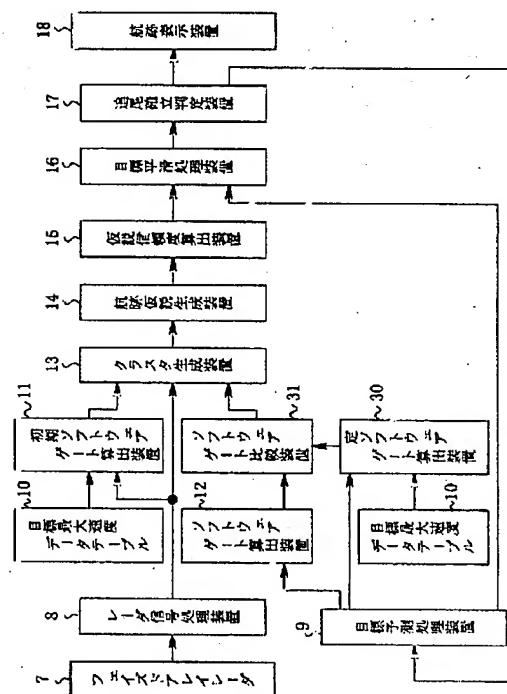 7
フェイズドアレイレーダ
8
レーダ信号処理装置
10
目標最大速度
データテーブル
11
初期ソフトウェア
ゲート算出装置
12
ソフトウェア
ゲート算出装置
9
目標予測処理装置
10
目標最大速度
データテーブル
30
定ソフトウェア
ゲート算出装置
31
ソフトウェア
ゲート比較装置
13
クラスタ生成装置
14
航跡仮説生成装置
15
仮説信頼度算出装置
16
目標平滑処理装置
17
追尾確立判定装置
18
航跡表示装置